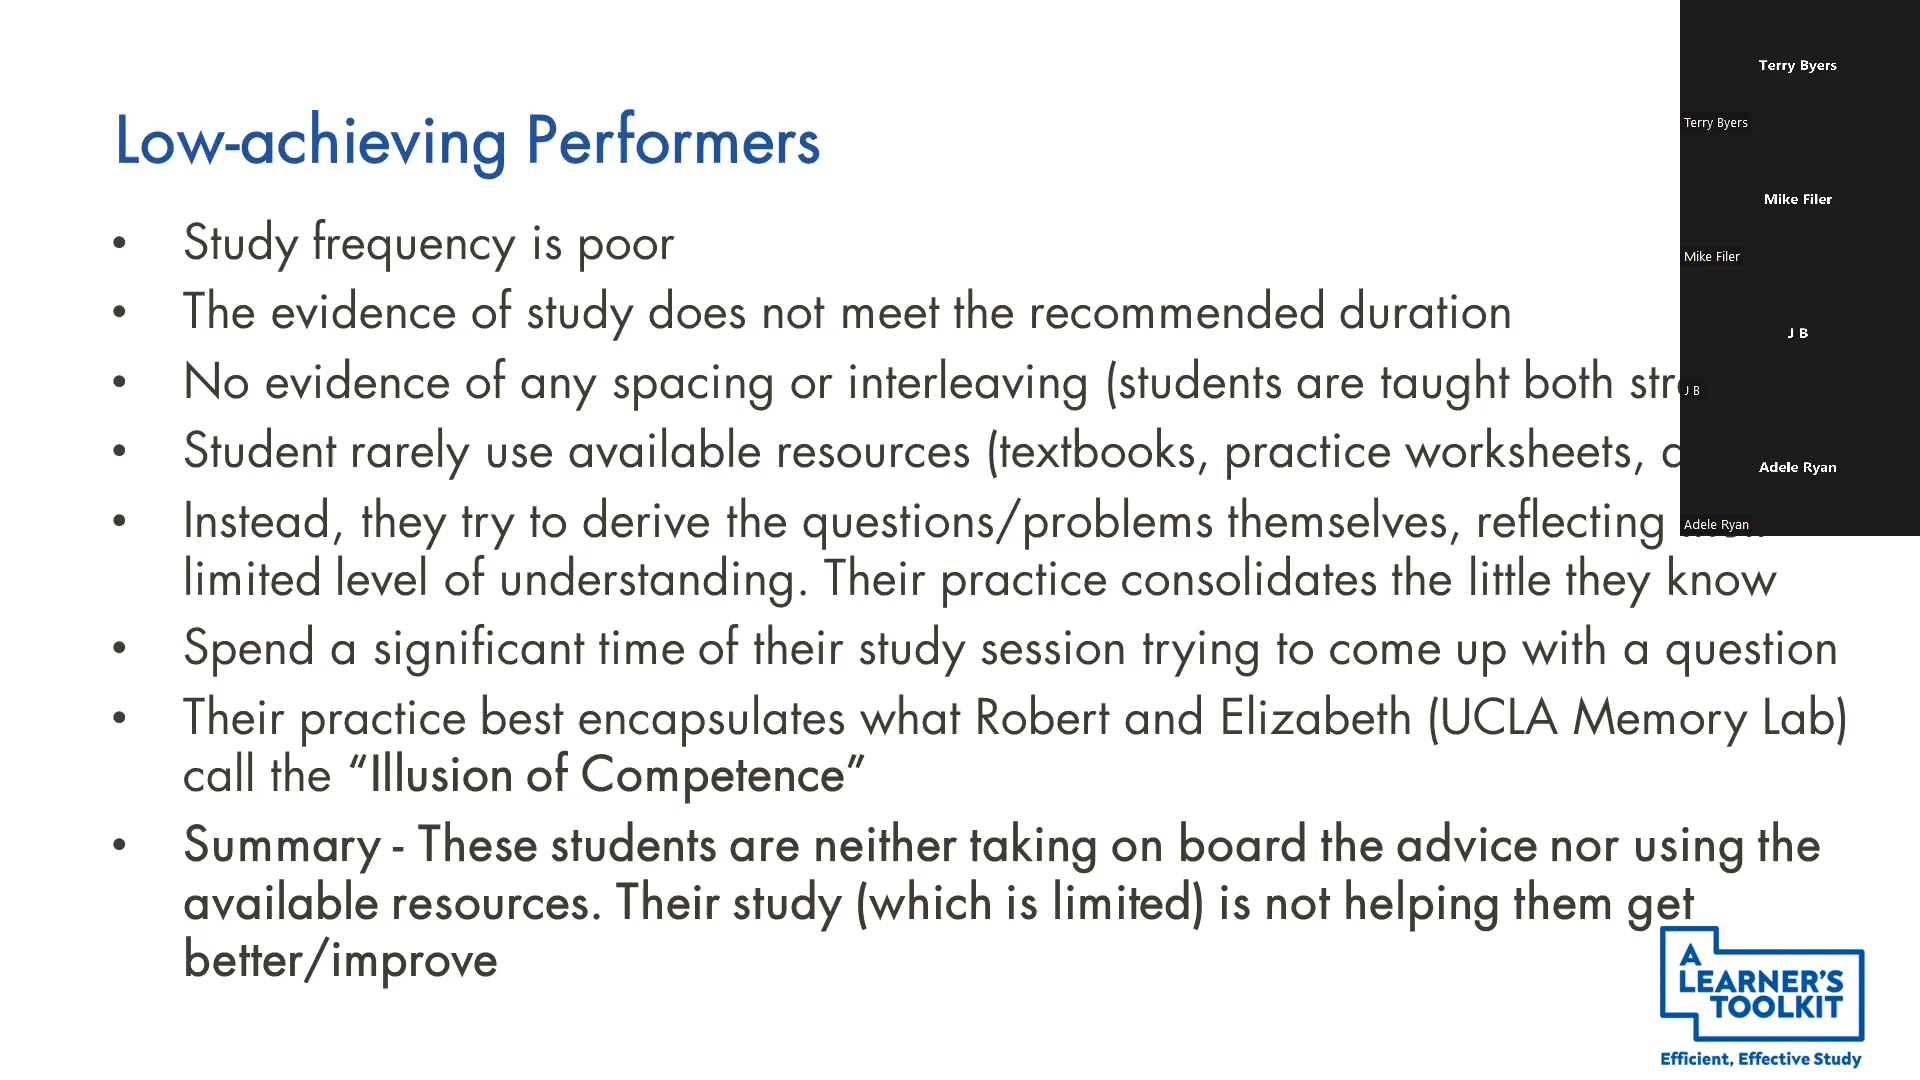 Low-achieving Performers
• Study frequency is poor
• The evidence of study does not meet the recommended duration
• No evidence of any spacing or interleaving (students are taught both
• Student rarely use available resources (textbooks, practice worksheets,
• Instead, they try to derive the questions/problems themselves, reflecting
limited level of understanding. Their practice consolidates the little they know
• Spend a significant time of their study session trying to come up with a question
• Their practice best encapsulates what Robert and Elizabeth (UCLA Memory Lab)
call the “Illusion of Competence”
• Summary - These students are neither taking on board the advice nor using the
available resources. Their study (which is limited) is not helping them get
better/improve
Terry Byers
Terry Byers
Mike Filer
Mike Filer
J B
J B
Adele Ryan
Adele Ryan
A
LEARNER'S
TOOLKIT
Efficient, Effective Study